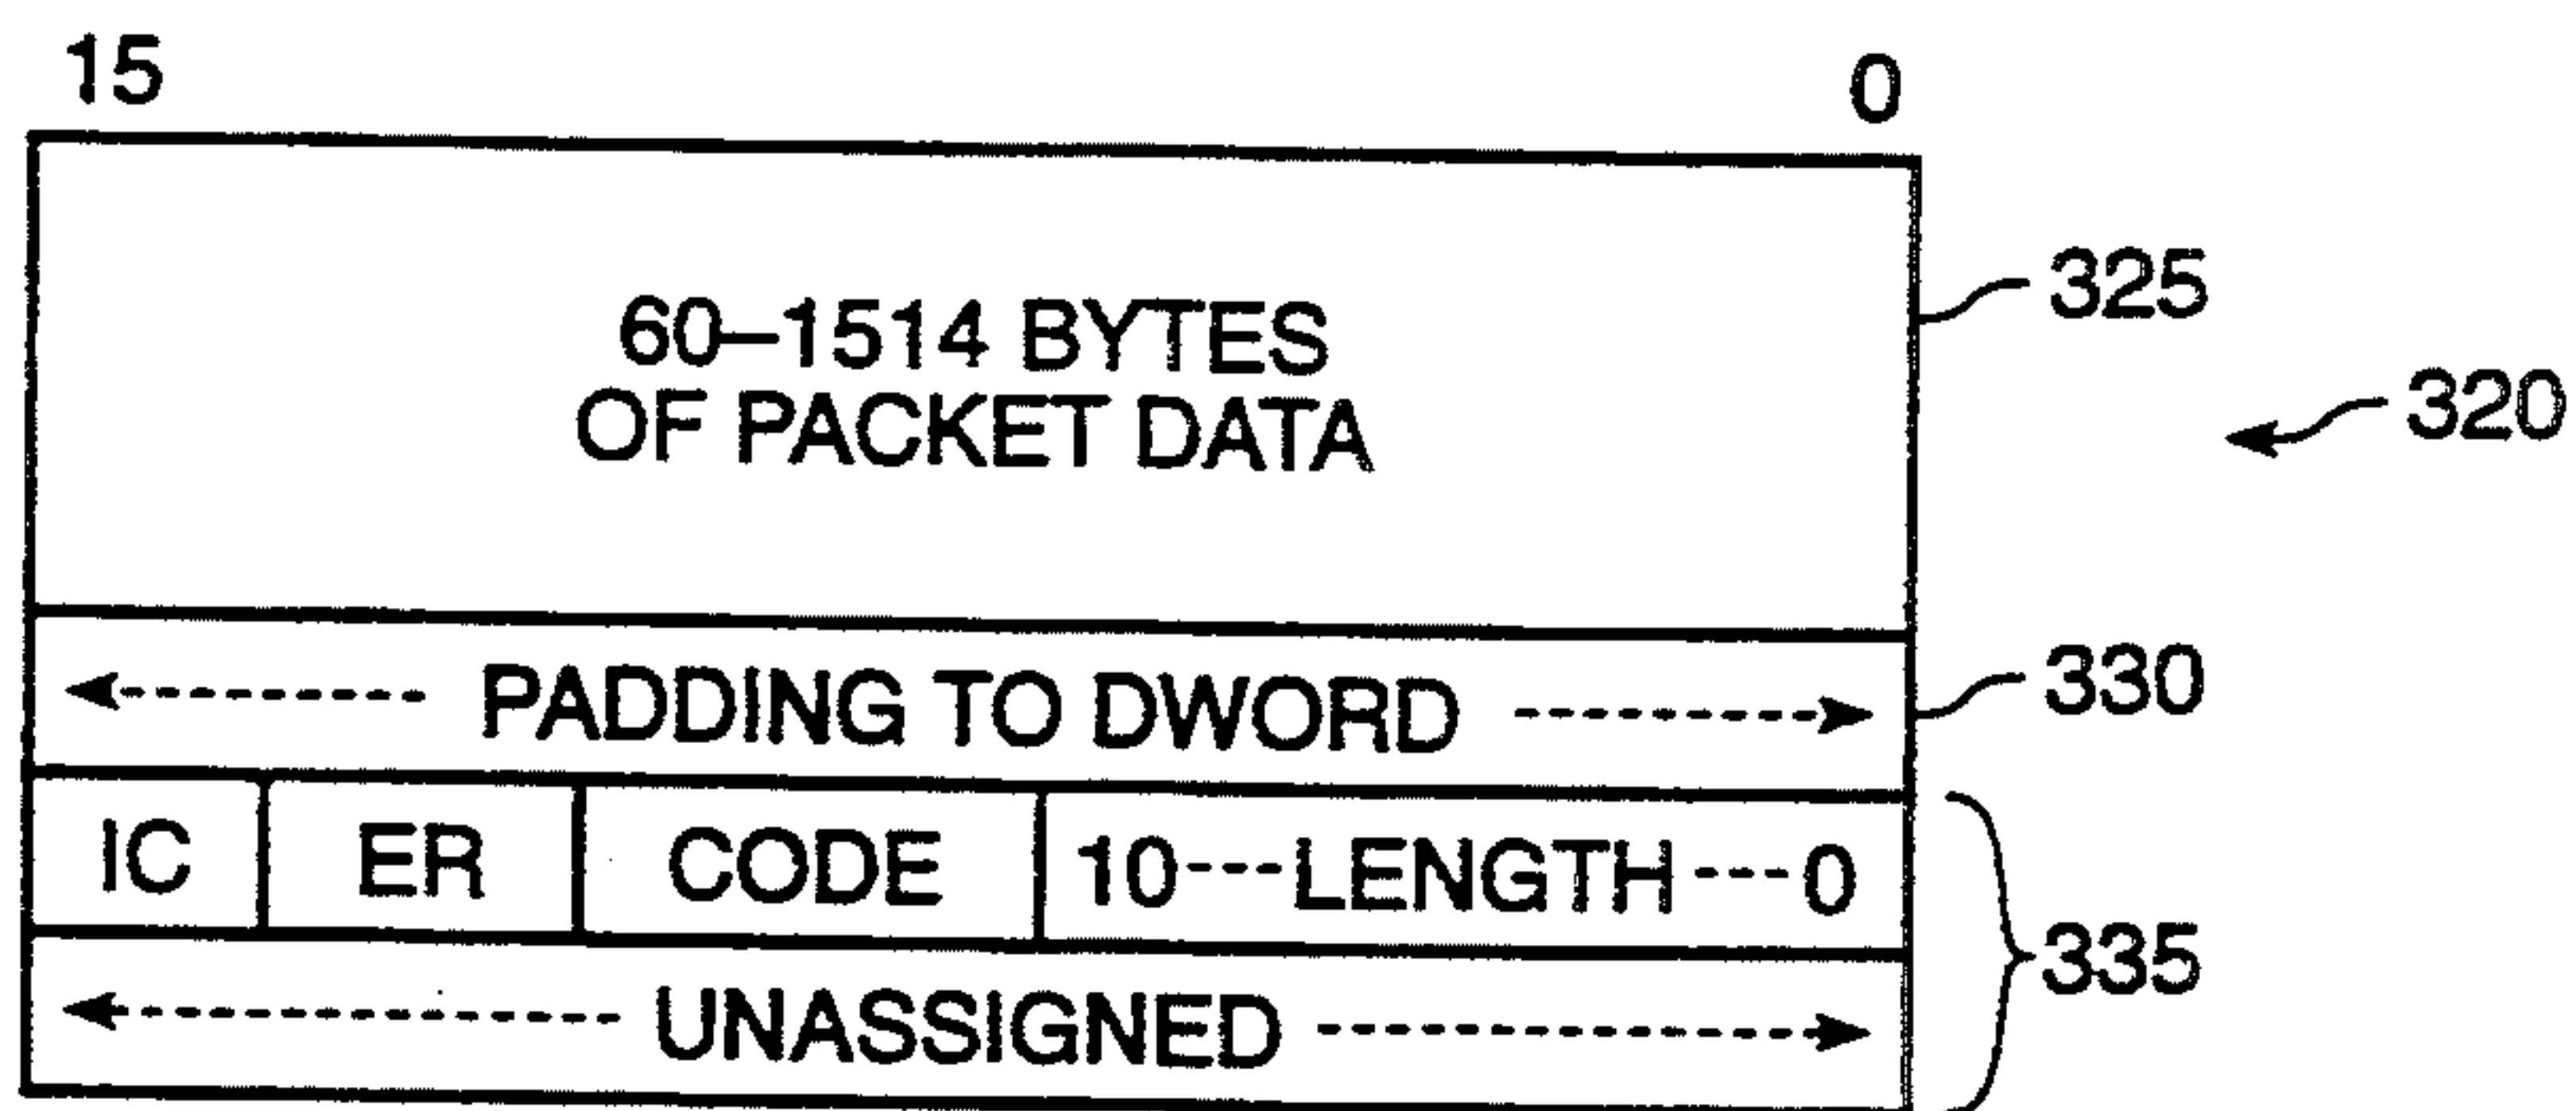 15 0
60–1514 BYTES
OF PACKET DATA
325
320
PADDING TO DWORD
330
IC ER CODE 10---LENGTH---0
335
UNASSIGNED